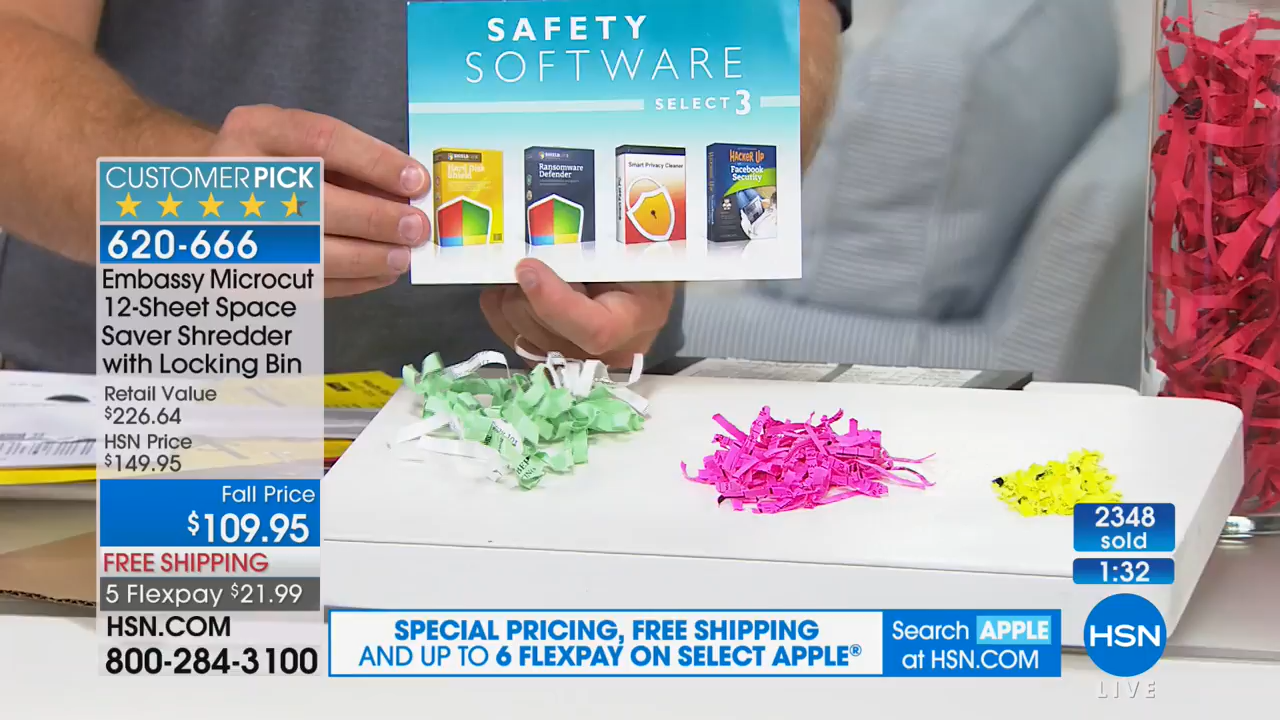 SAFETY
SOFTWARE
SELECT 3
Hard Disk
Shield
Ransomware
Defender
Smart Privacy Cleaner
HACKER UP
Facebook
Security
CUSTOMER PICK
620-666
Embassy Microcut
12-Sheet Space
Saver Shredder
with Locking Bin
Retail Value
$226.64
HSN Price
$149.95
Fall Price
$109.95
FREE SHIPPING
5 Flexpay $21.99
HSN.COM
800-284-3100
2348
sold
1:32
SPECIAL PRICING, FREE SHIPPING
AND UP TO 6 FLEXPAY ON SELECT APPLE®
Search APPLE
at HSN.COM
HSN
LIVE